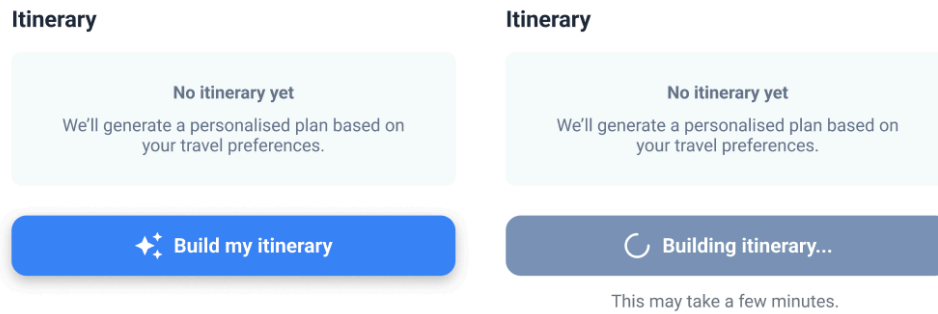 Itinerary
No itinerary yet
We’ll generate a personalised plan based on
your travel preferences.
Build my itinerary
Itinerary
No itinerary yet
We’ll generate a personalised plan based on
your travel preferences.
Building itinerary...
This may take a few minutes.